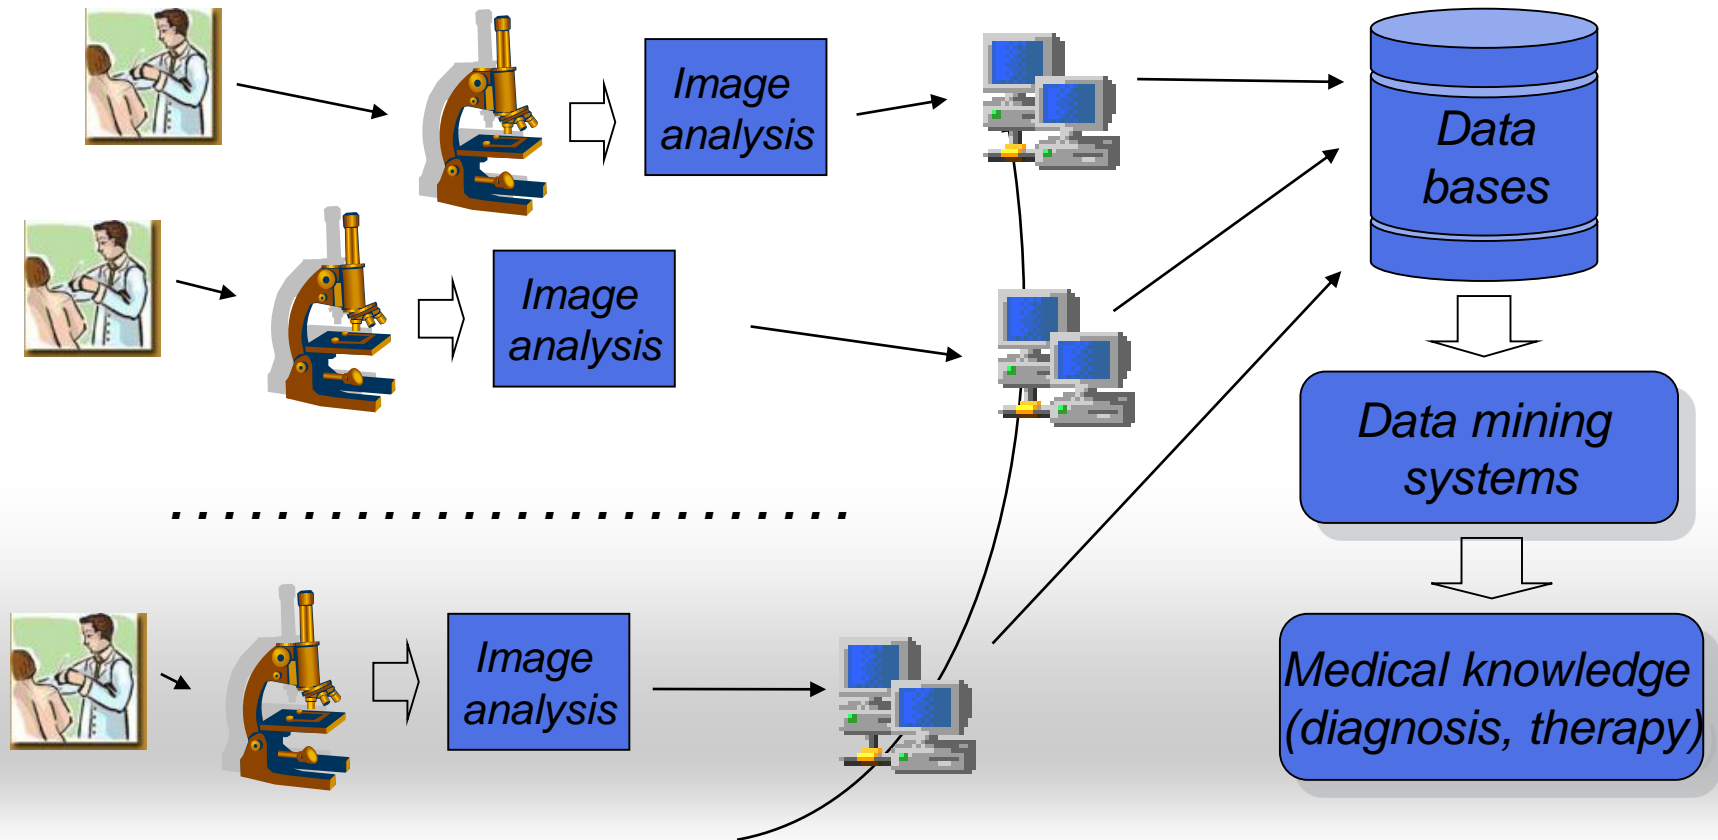 Image
analysis
Data
bases
Image
analysis
Data mining
systems
Image
analysis
Medical knowledge
(diagnosis, therapy)